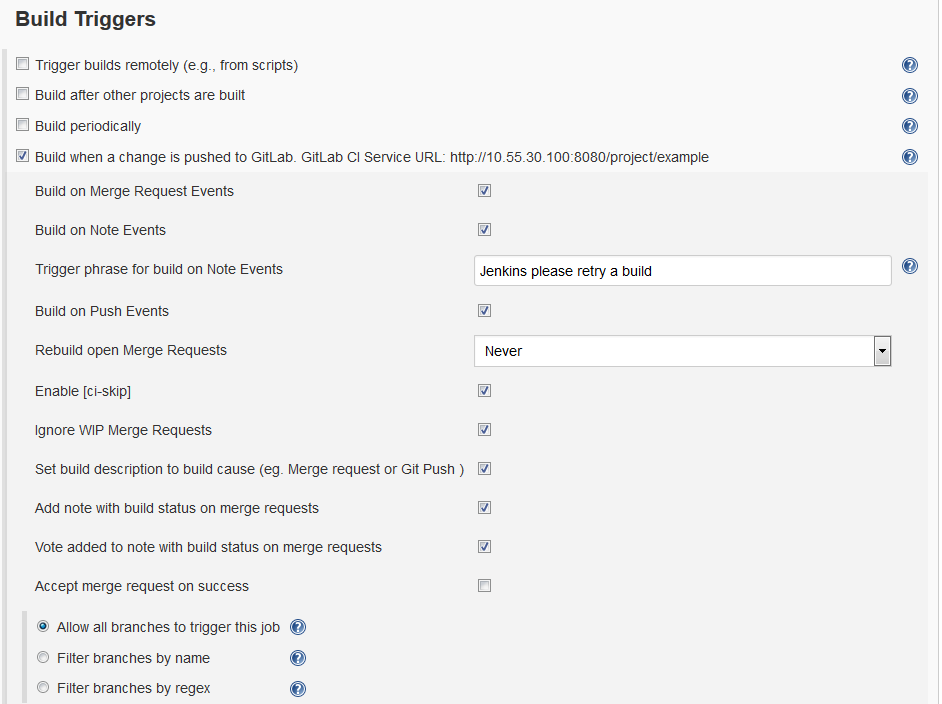 Build Triggers
Trigger builds remotely (e.g., from scripts)
Build after other projects are built
Build periodically
Build when a change is pushed to GitLab. GitLab CI Service URL: http://10.55.30.100:8080/project/example
Build on Merge Request Events
Build on Note Events
Trigger phrase for build on Note Events Jenkins please retry a build
Build on Push Events
Rebuild open Merge Requests Never
Enable [ci-skip]
Ignore WIP Merge Requests
Set build description to build cause (eg. Merge request or Git Push )
Add note with build status on merge requests
Vote added to note with build status on merge requests
Accept merge request on success
Allow all branches to trigger this job
Filter branches by name
Filter branches by regex